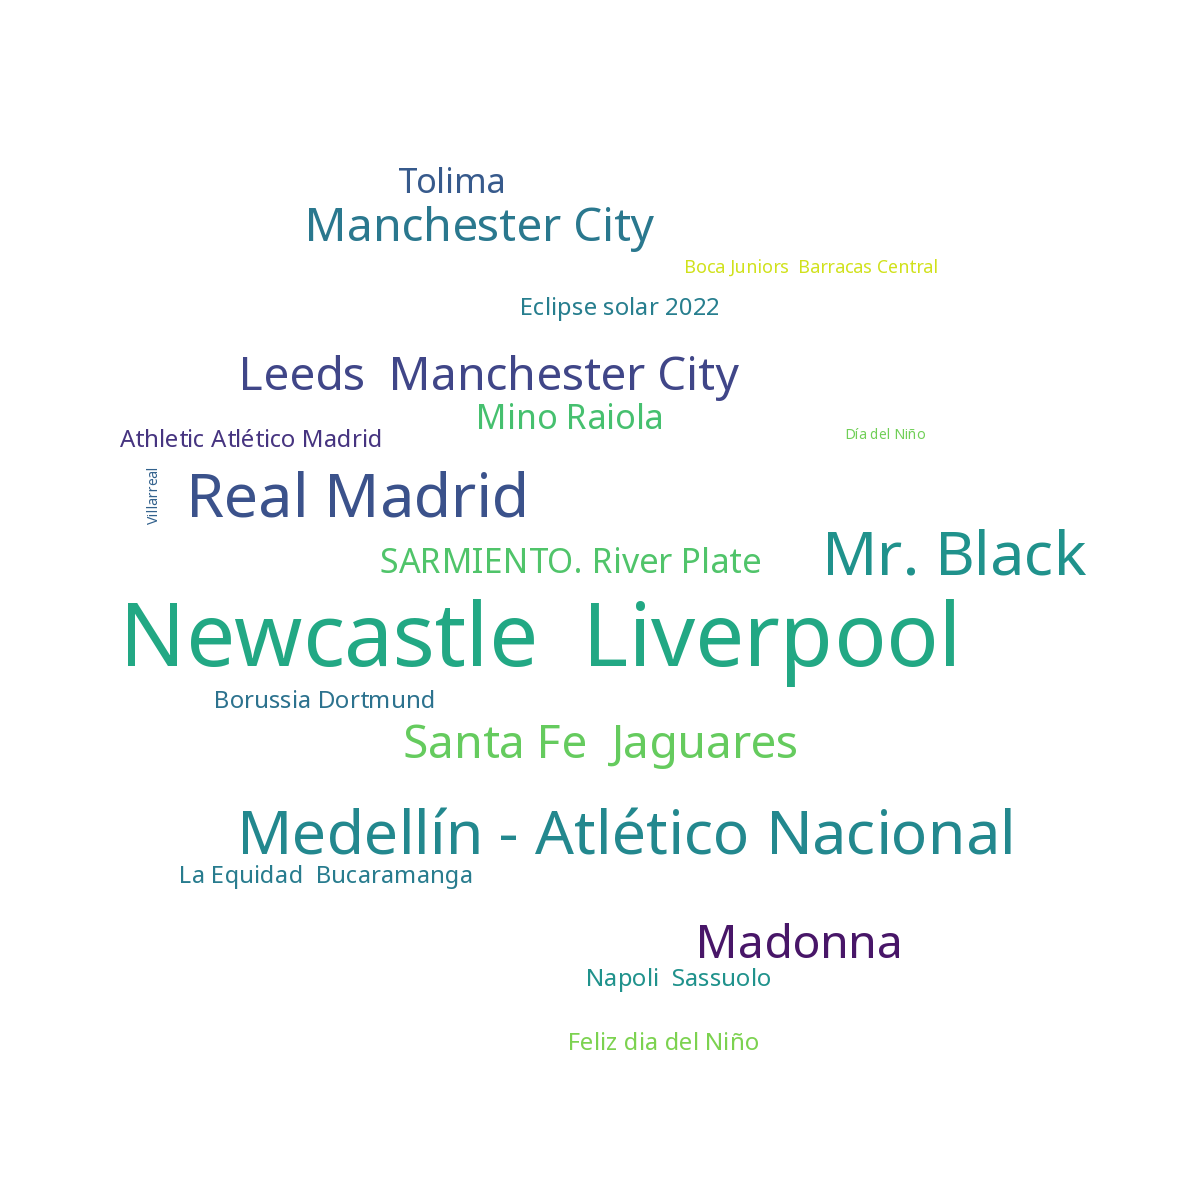 Tolima
Manchester City
Boca Juniors  Barracas Central
Eclipse solar 2022
Leeds  Manchester City
Mino Raiola
Athletic Atlético Madrid
Día del Niño
Villarreal
Real Madrid
Mr. Black
SARMIENTO. River Plate
Newcastle  Liverpool
Borussia Dortmund
Santa Fe  Jaguares
Medellín - Atlético Nacional
La Equidad  Bucaramanga
Madonna
Napoli  Sassuolo
Feliz dia del Niño